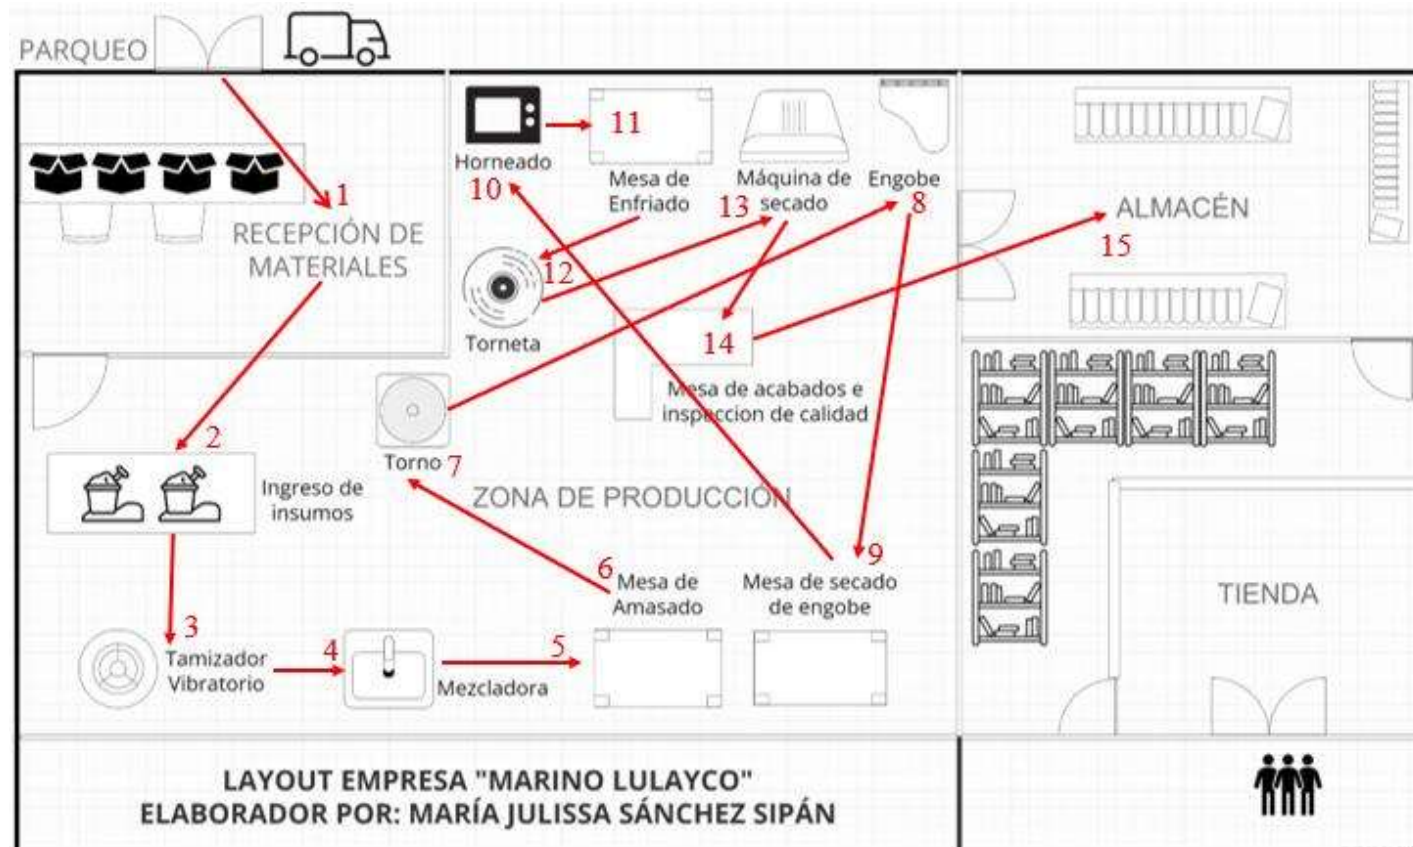 PARQUEO
1
RECEPCIÓN DE
MATERIALES
2
Ingreso de
insumos
3
Tamizador
Vibratorio
4
Mezcladora
5
6
Mesa de
Amasado
Torno 7
Engobe
8
9
Mesa de secado
de engobe
Horneado
10
11
Mesa de
Enfriado
12
Torneta
Máquina de
secado
13
14
Mesa de acabados e
inspeccion de calidad
ZONA DE PRODUCCIÓN
ALMACÉN
15
TIENDA
LAYOUT EMPRESA "MARINO LULAYCO"
ELABORADOR POR: MARÍA JULISSA SÁNCHEZ SIPÁN